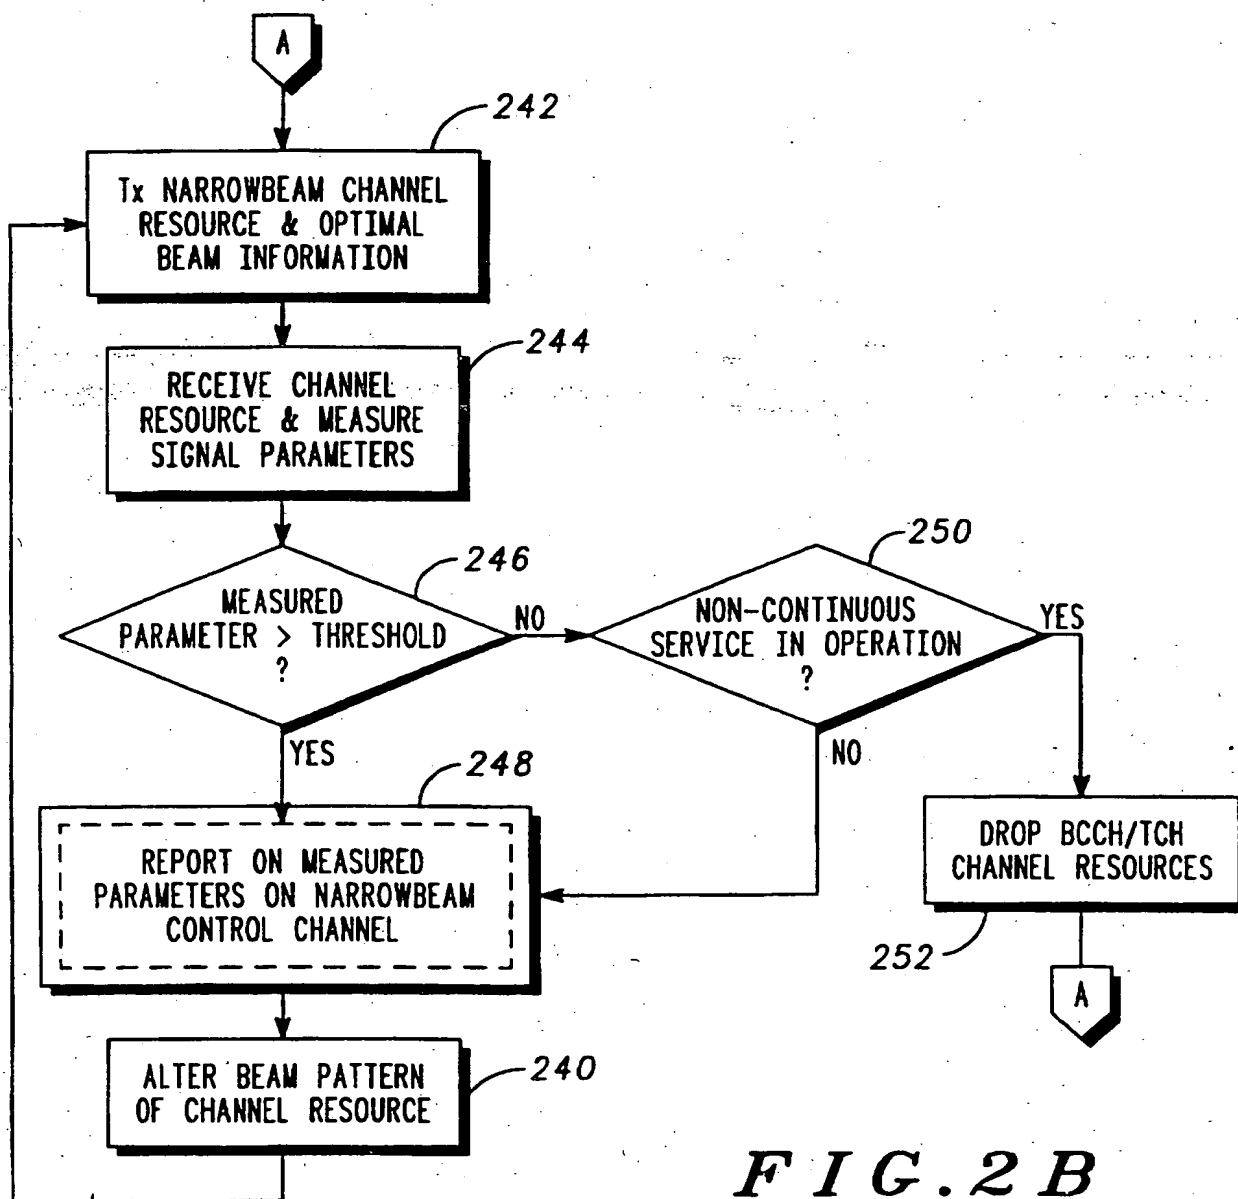 A
242
Tx NARROWBEAM CHANNEL
RESOURCE & OPTIMAL
BEAM INFORMATION
244
RECEIVE CHANNEL
RESOURCE & MEASURE
SIGNAL PARAMETERS
246
MEASURED
PARAMETER > THRESHOLD
?
NO
250
NON-CONTINUOUS
SERVICE IN OPERATION
?
YES
YES
NO
248
REPORT ON MEASURED
PARAMETERS ON NARROWBEAM
CONTROL CHANNEL
DROP BCCH/TCH
CHANNEL RESOURCES
252
A
240
ALTER BEAM PATTERN
OF CHANNEL RESOURCE
FIG.2B